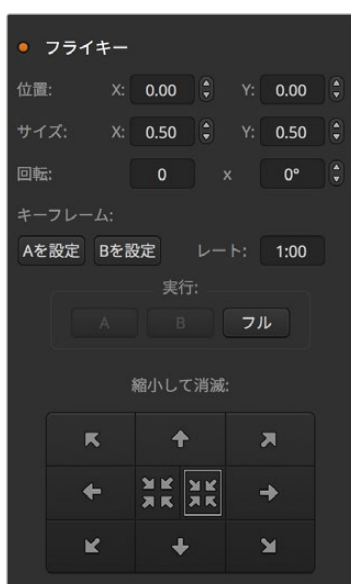 フライキー
位置: X: 0.00 Y: 0.00
サイズ: X: 0.50 Y: 0.50
回転: 0 x 0°
キーフレーム:
Aを設定 Bを設定 レート: 1:00
実行:
A B フル
縮小して消滅: